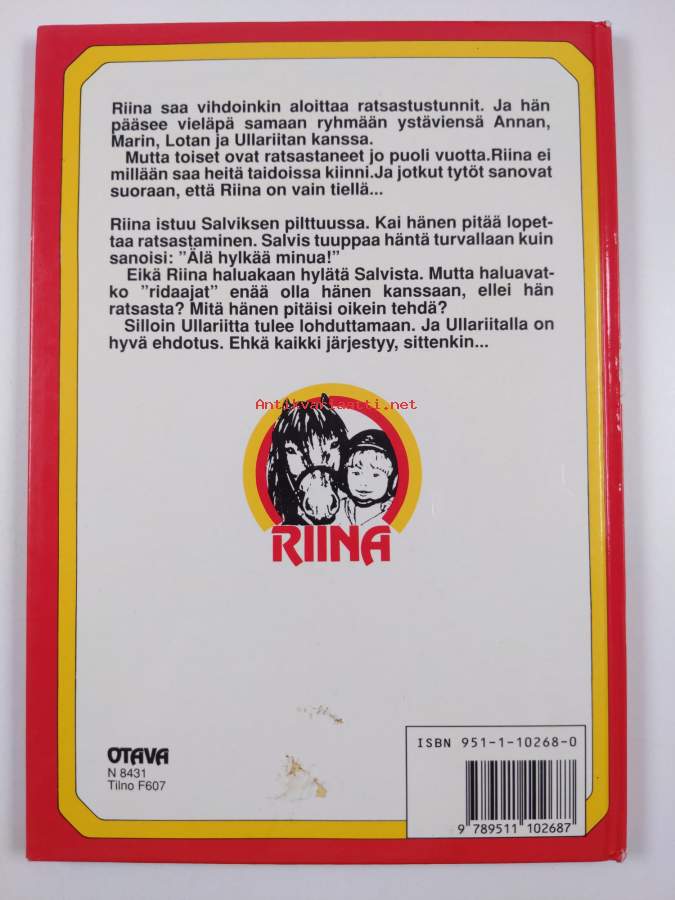 Riina saa vihdoinkin aloittaa ratsastustunnit. Ja hän
pääsee vieläpä samaan ryhmään ystäviensä Annan,
Marin, Lotan ja Ullariitan kanssa.
Mutta toiset ovat ratsastaneet jo puoli vuotta.Riina ei
millään saa heitä taidoissa kiinni.Ja jotkut tytöt sanovat
suoraan, että Riina on vain tiellä...
Riina istuu Salviksen pilttuussa. Kai hänen pitää lopet-
taa ratsastaminen. Salvis tuuppaa häntä turvallaan kuin
sanoisi: ”Älä hylkää minua!”
Eikä Riina haluakaan hylätä Salvista. Mutta haluavat-
ko ”ridaajat” enää olla hänen kanssaan, ellei hän
ratsasta? Mitä hänen pitäisi oikein tehdä?
Silloin Ullariitta tulee lohduttamaan. Ja Ullariitalla on
hyvä ehdotus. Ehkä kaikki järjestyy, sittenkin...
Antikvariaatti.net
RIINA
OTAVA
N 8431
Tilno F607
ISBN 951-1-10268-0
9 789511 102687